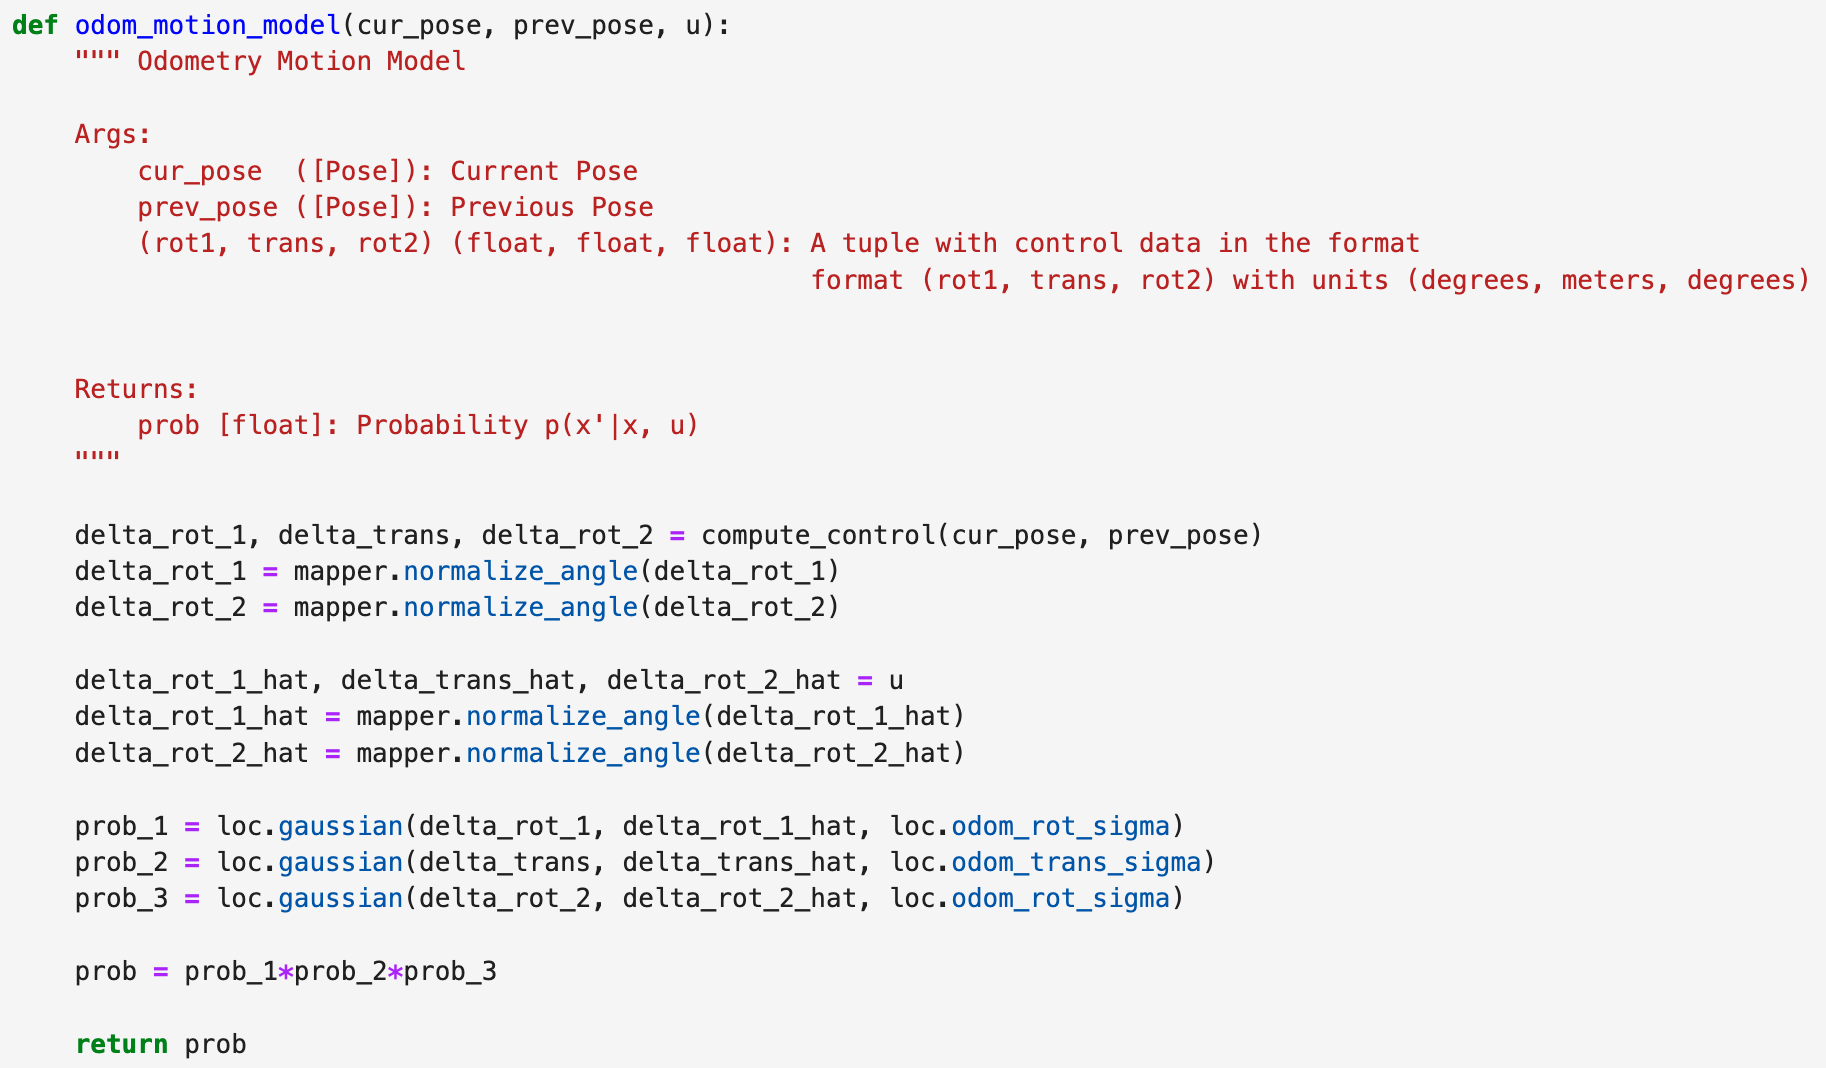 def odom_motion_model(cur_pose, prev_pose, u):
    """ Odometry Motion Model

    Args:
        cur_pose  ([Pose]): Current Pose
        prev_pose ([Pose]): Previous Pose
        (rot1, trans, rot2) (float, float, float): A tuple with control data in the format
                                                   format (rot1, trans, rot2) with units (degrees, meters, degrees)

    Returns:
        prob [float]: Probability p(x'|x, u)
    """

    delta_rot_1, delta_trans, delta_rot_2 = compute_control(cur_pose, prev_pose)
    delta_rot_1 = mapper.normalize_angle(delta_rot_1)
    delta_rot_2 = mapper.normalize_angle(delta_rot_2)

    delta_rot_1_hat, delta_trans_hat, delta_rot_2_hat = u
    delta_rot_1_hat = mapper.normalize_angle(delta_rot_1_hat)
    delta_rot_2_hat = mapper.normalize_angle(delta_rot_2_hat)

    prob_1 = loc.gaussian(delta_rot_1, delta_rot_1_hat, loc.odom_rot_sigma)
    prob_2 = loc.gaussian(delta_trans, delta_trans_hat, loc.odom_trans_sigma)
    prob_3 = loc.gaussian(delta_rot_2, delta_rot_2_hat, loc.odom_rot_sigma)

    prob = prob_1*prob_2*prob_3

    return prob